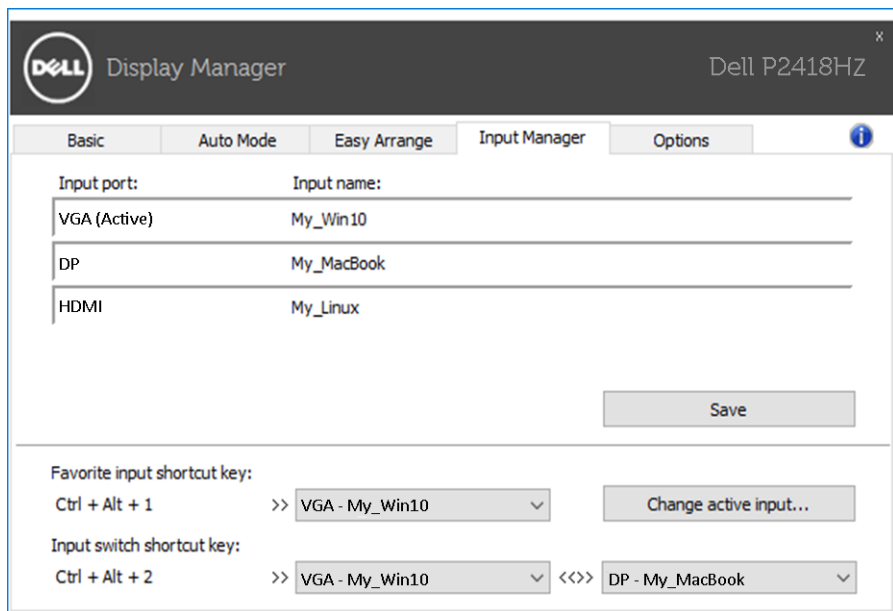 x
DELL Display Manager Dell P2418HZ
Basic Auto Mode Easy Arrange Input Manager Options i
Input port: Input name:
VGA (Active) My_Win10
DP My_MacBook
HDMI My_Linux
Save
Favorite input shortcut key:
Ctrl + Alt + 1 >> VGA - My_Win10 Change active input...
Input switch shortcut key:
Ctrl + Alt + 2 >> VGA - My_Win10 <<>> DP - My_MacBook